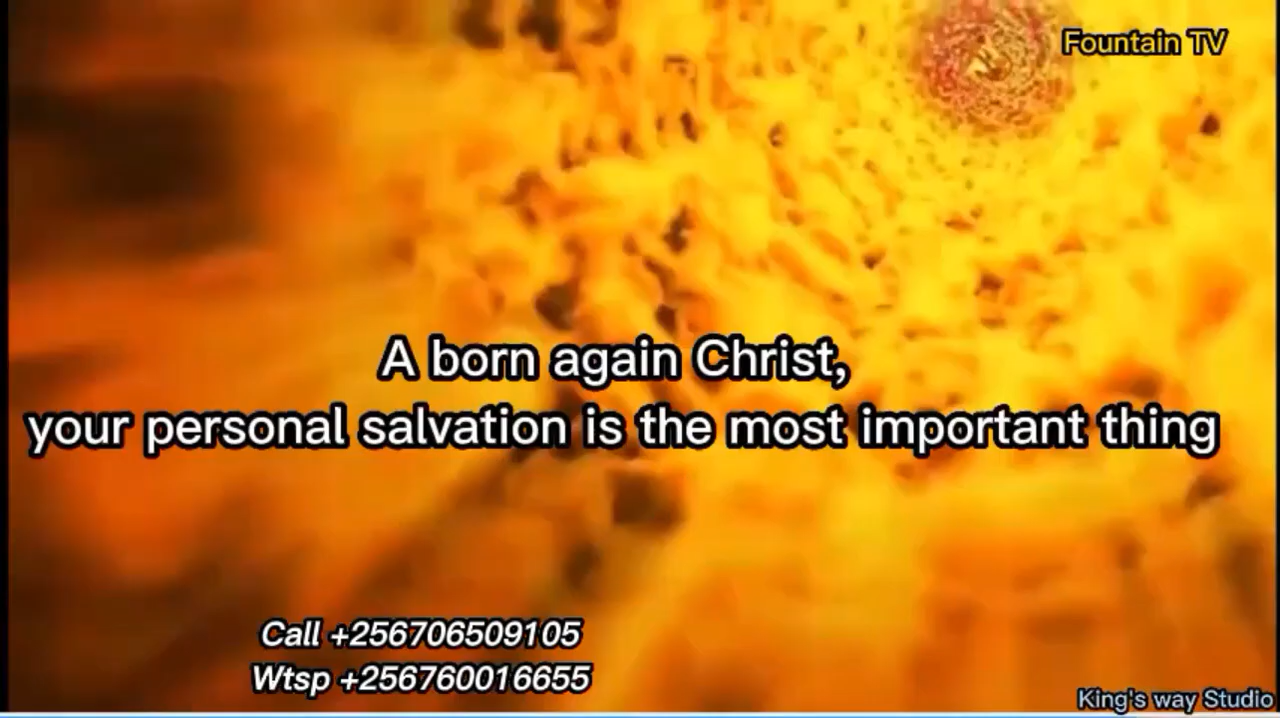 Fountain TV
A born again Christ,
your personal salvation is the most important thing
Call +256706509105
Wtsp +256760016655
King's way Studio